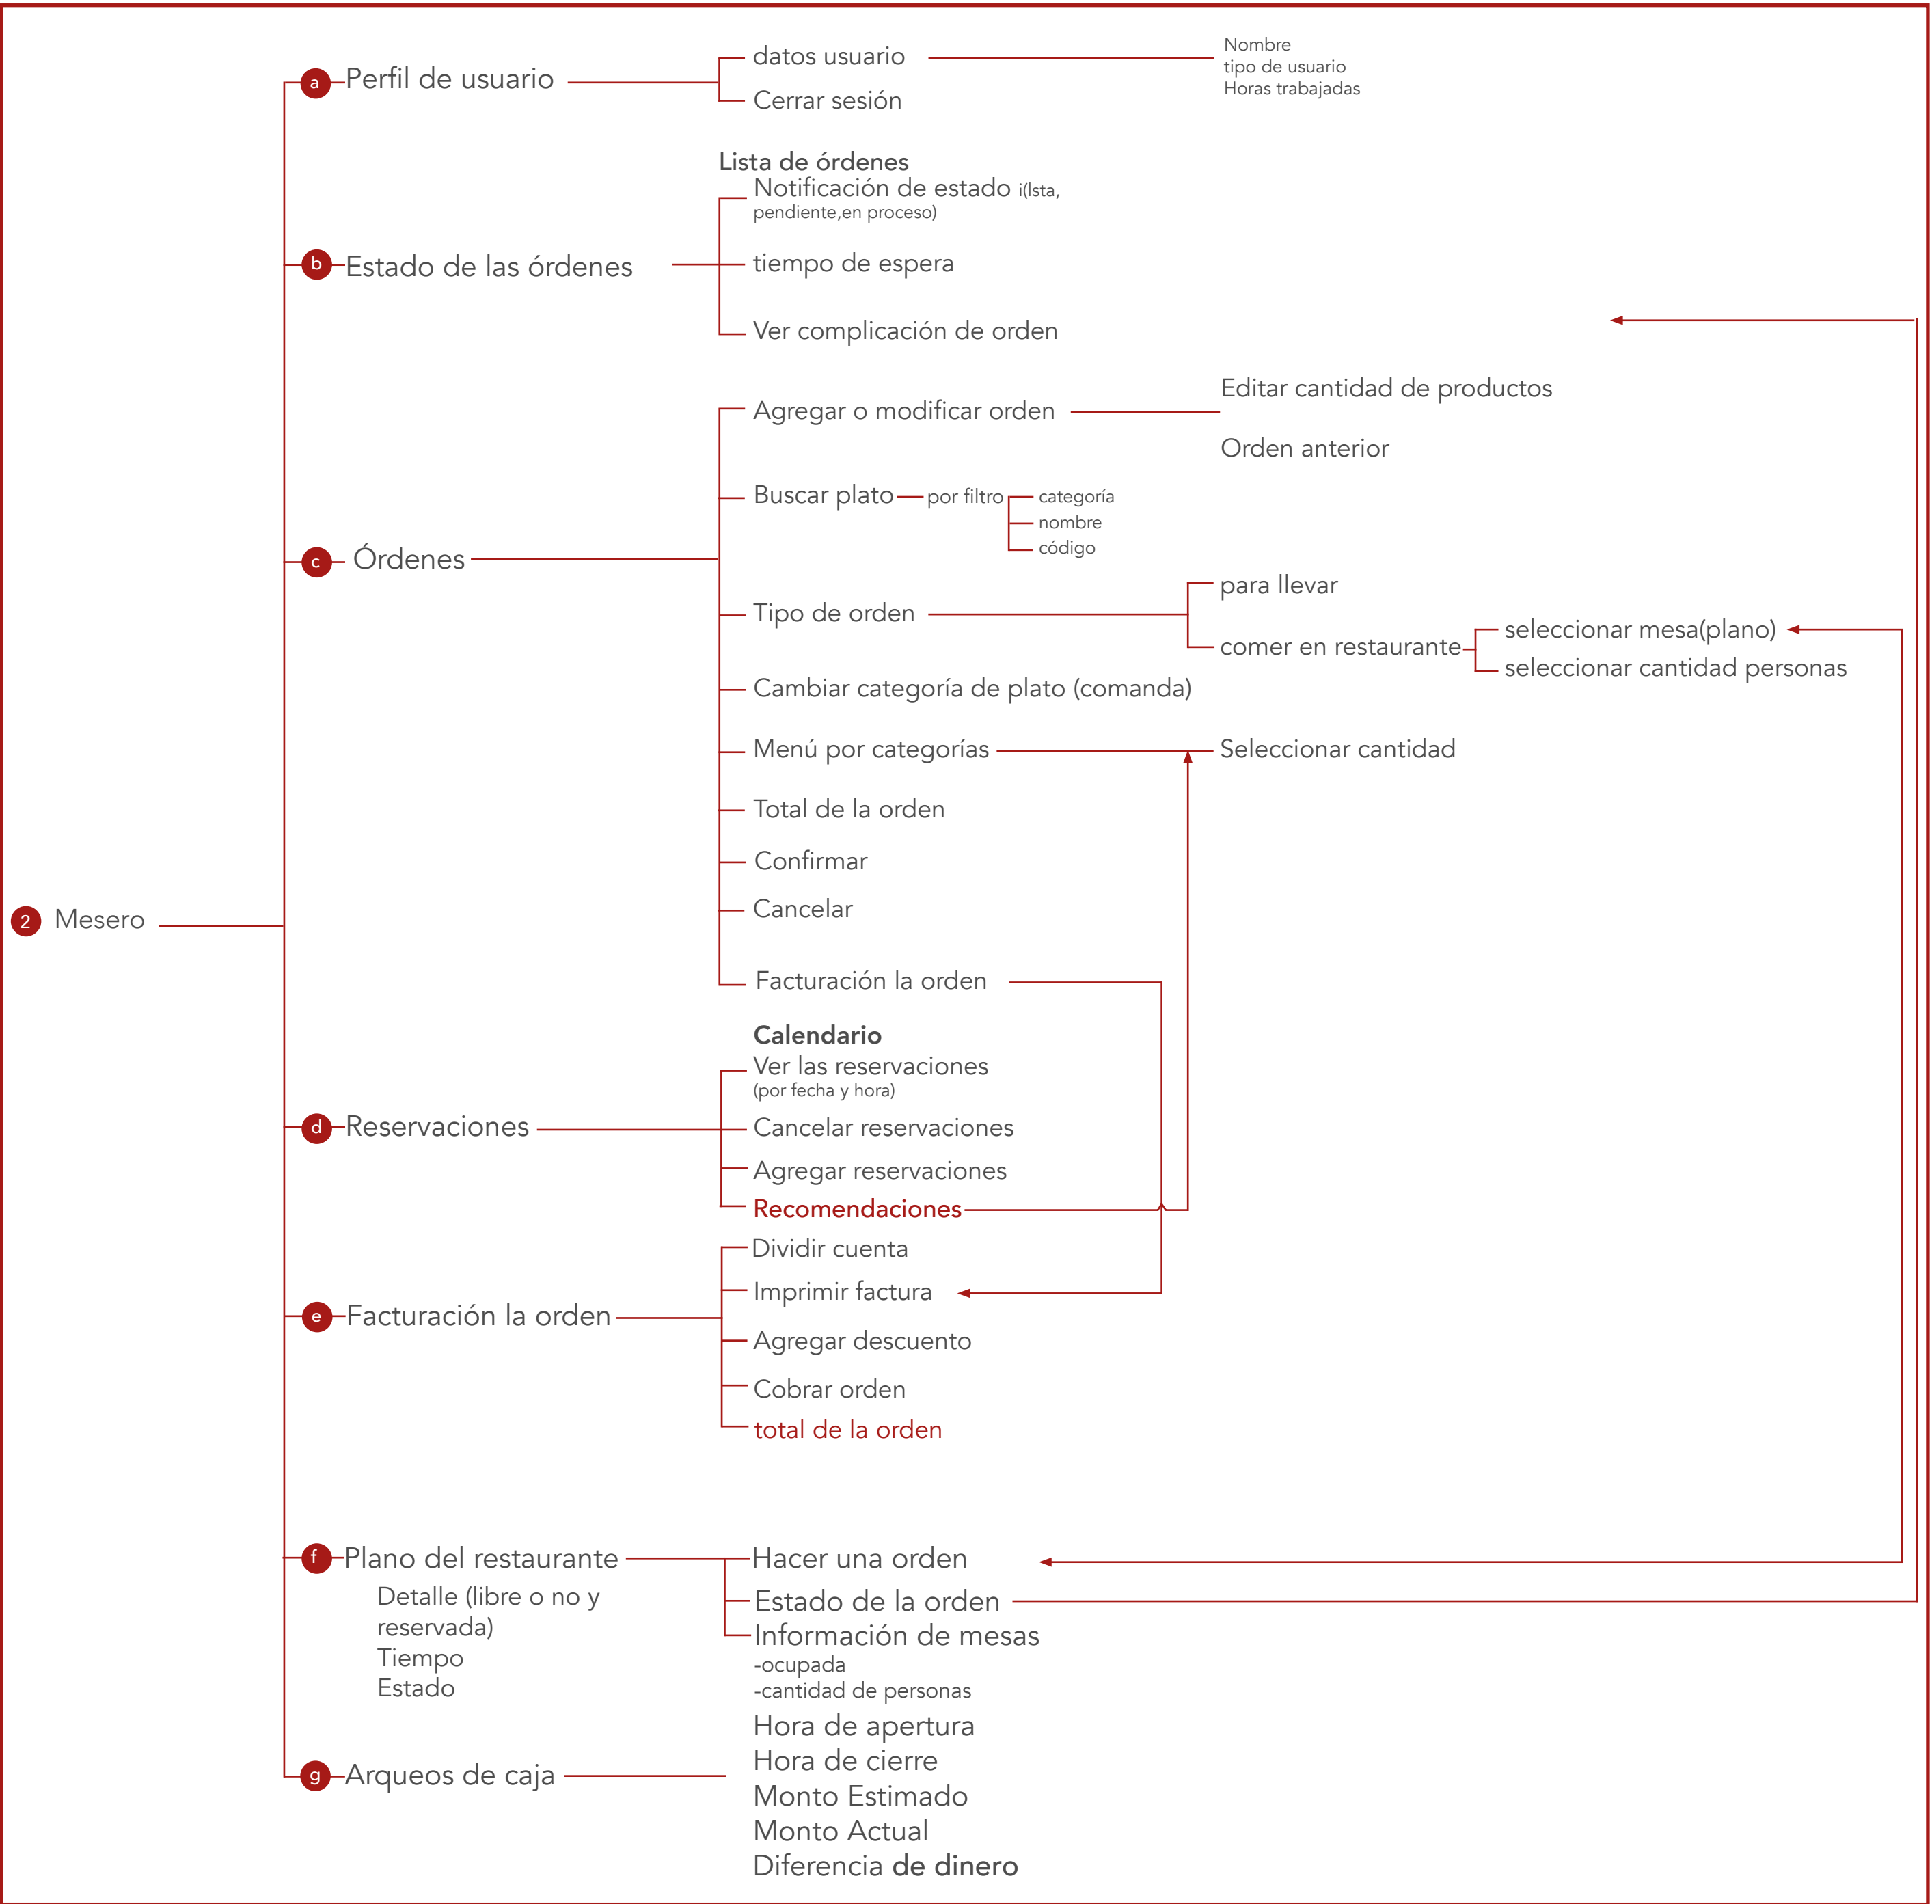 2 Mesero
a Perfil de usuario
datos usuario
Nombre
tipo de usuario
Horas trabajadas
Cerrar sesión
b Estado de las órdenes
Lista de órdenes
Notificación de estado i(lsta,
pendiente,en proceso)
tiempo de espera
Ver complicación de orden
c Órdenes
Agregar o modificar orden
Editar cantidad de productos
Orden anterior
Buscar plato
por filtro
categoría
nombre
código
Tipo de orden
para llevar
comer en restaurante
seleccionar mesa(plano)
seleccionar cantidad personas
Cambiar categoría de plato (comanda)
Menú por categorías
Seleccionar cantidad
Total de la orden
Confirmar
Cancelar
Facturación la orden
d Reservaciones
Calendario
Ver las reservaciones
(por fecha y hora)
Cancelar reservaciones
Agregar reservaciones
Recomendaciones
e Facturación la orden
Dividir cuenta
Imprimir factura
Agregar descuento
Cobrar orden
total de la orden
f Plano del restaurante
Detalle (libre o no y
reservada)
Tiempo
Estado
Hacer una orden
Estado de la orden
Información de mesas
-ocupada
-cantidad de personas
g Arqueos de caja
Hora de apertura
Hora de cierre
Monto Estimado
Monto Actual
Diferencia de dinero